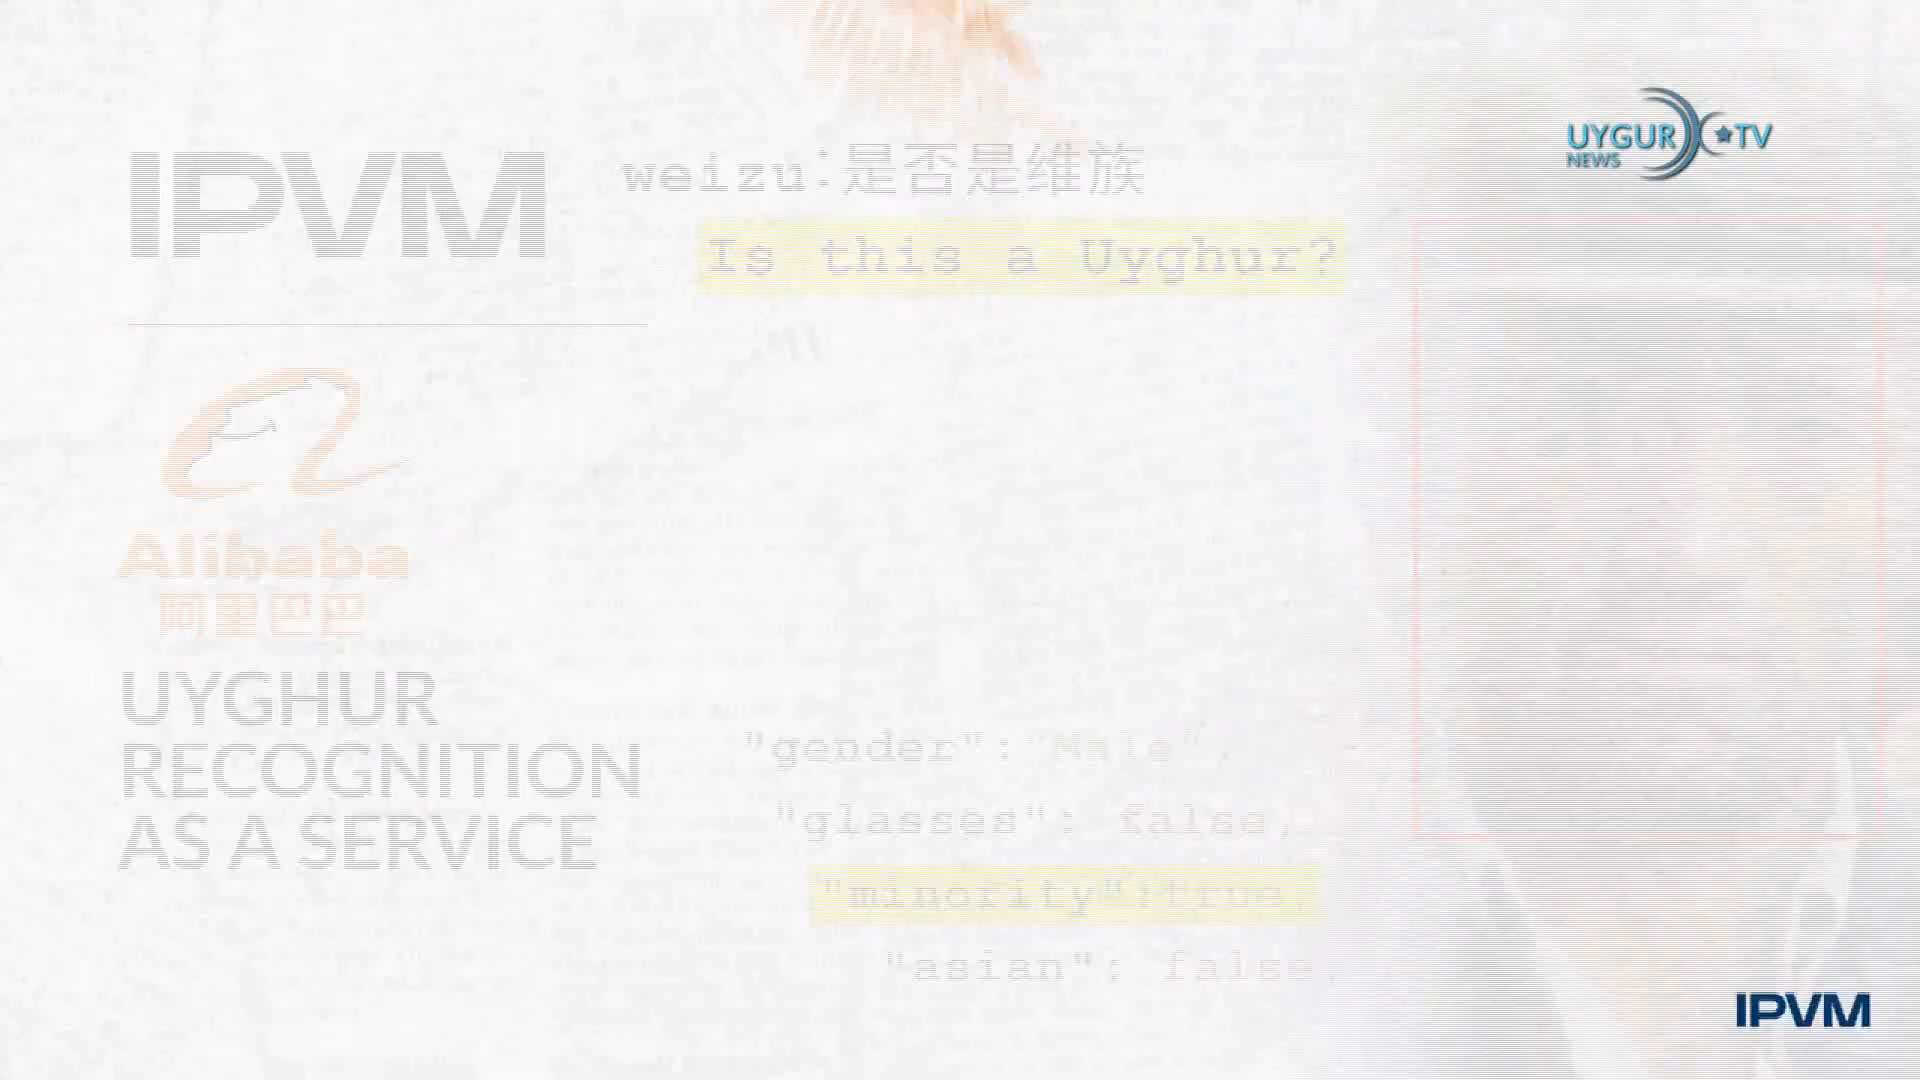 UYGUR TV
NEWS
IPVM
weizu:是否是维族
Is this a Uyghur?
Alibaba
阿里巴巴
UYGHUR
RECOGNITION
AS A SERVICE
"gender":"Male",
"glasses": false,
"minority":true,
"asian": false,
IPVM